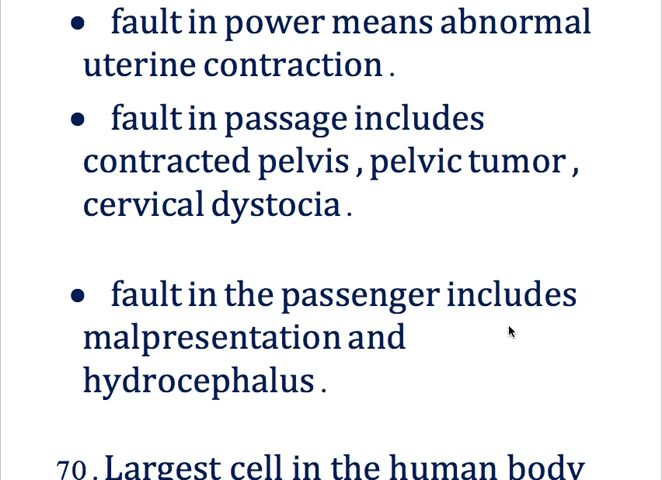 • fault in power means abnormal
uterine contraction .
• fault in passage includes
contracted pelvis , pelvic tumor ,
cervical dystocia .
• fault in the passenger includes
malpresentation and
hydrocephalus .
70 . Largest cell in the human body